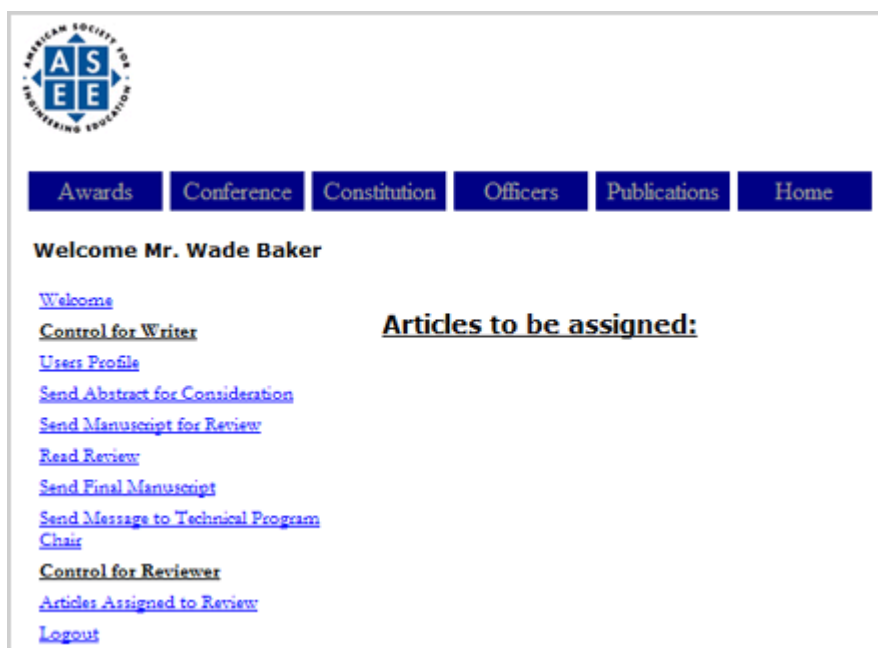 AMERICAN SOCIETY FOR
A S
E E
ENGINEERING EDUCATION
Awards Conference Constitution Officers Publications Home
Welcome Mr. Wade Baker
Welcome
Control for Writer
Articles to be assigned:
Users Profile
Send Abstract for Consideration
Send Manuscript for Review
Read Review
Send Final Manuscript
Send Message to Technical Program
Chair
Control for Reviewer
Articles Assigned to Review
Logout